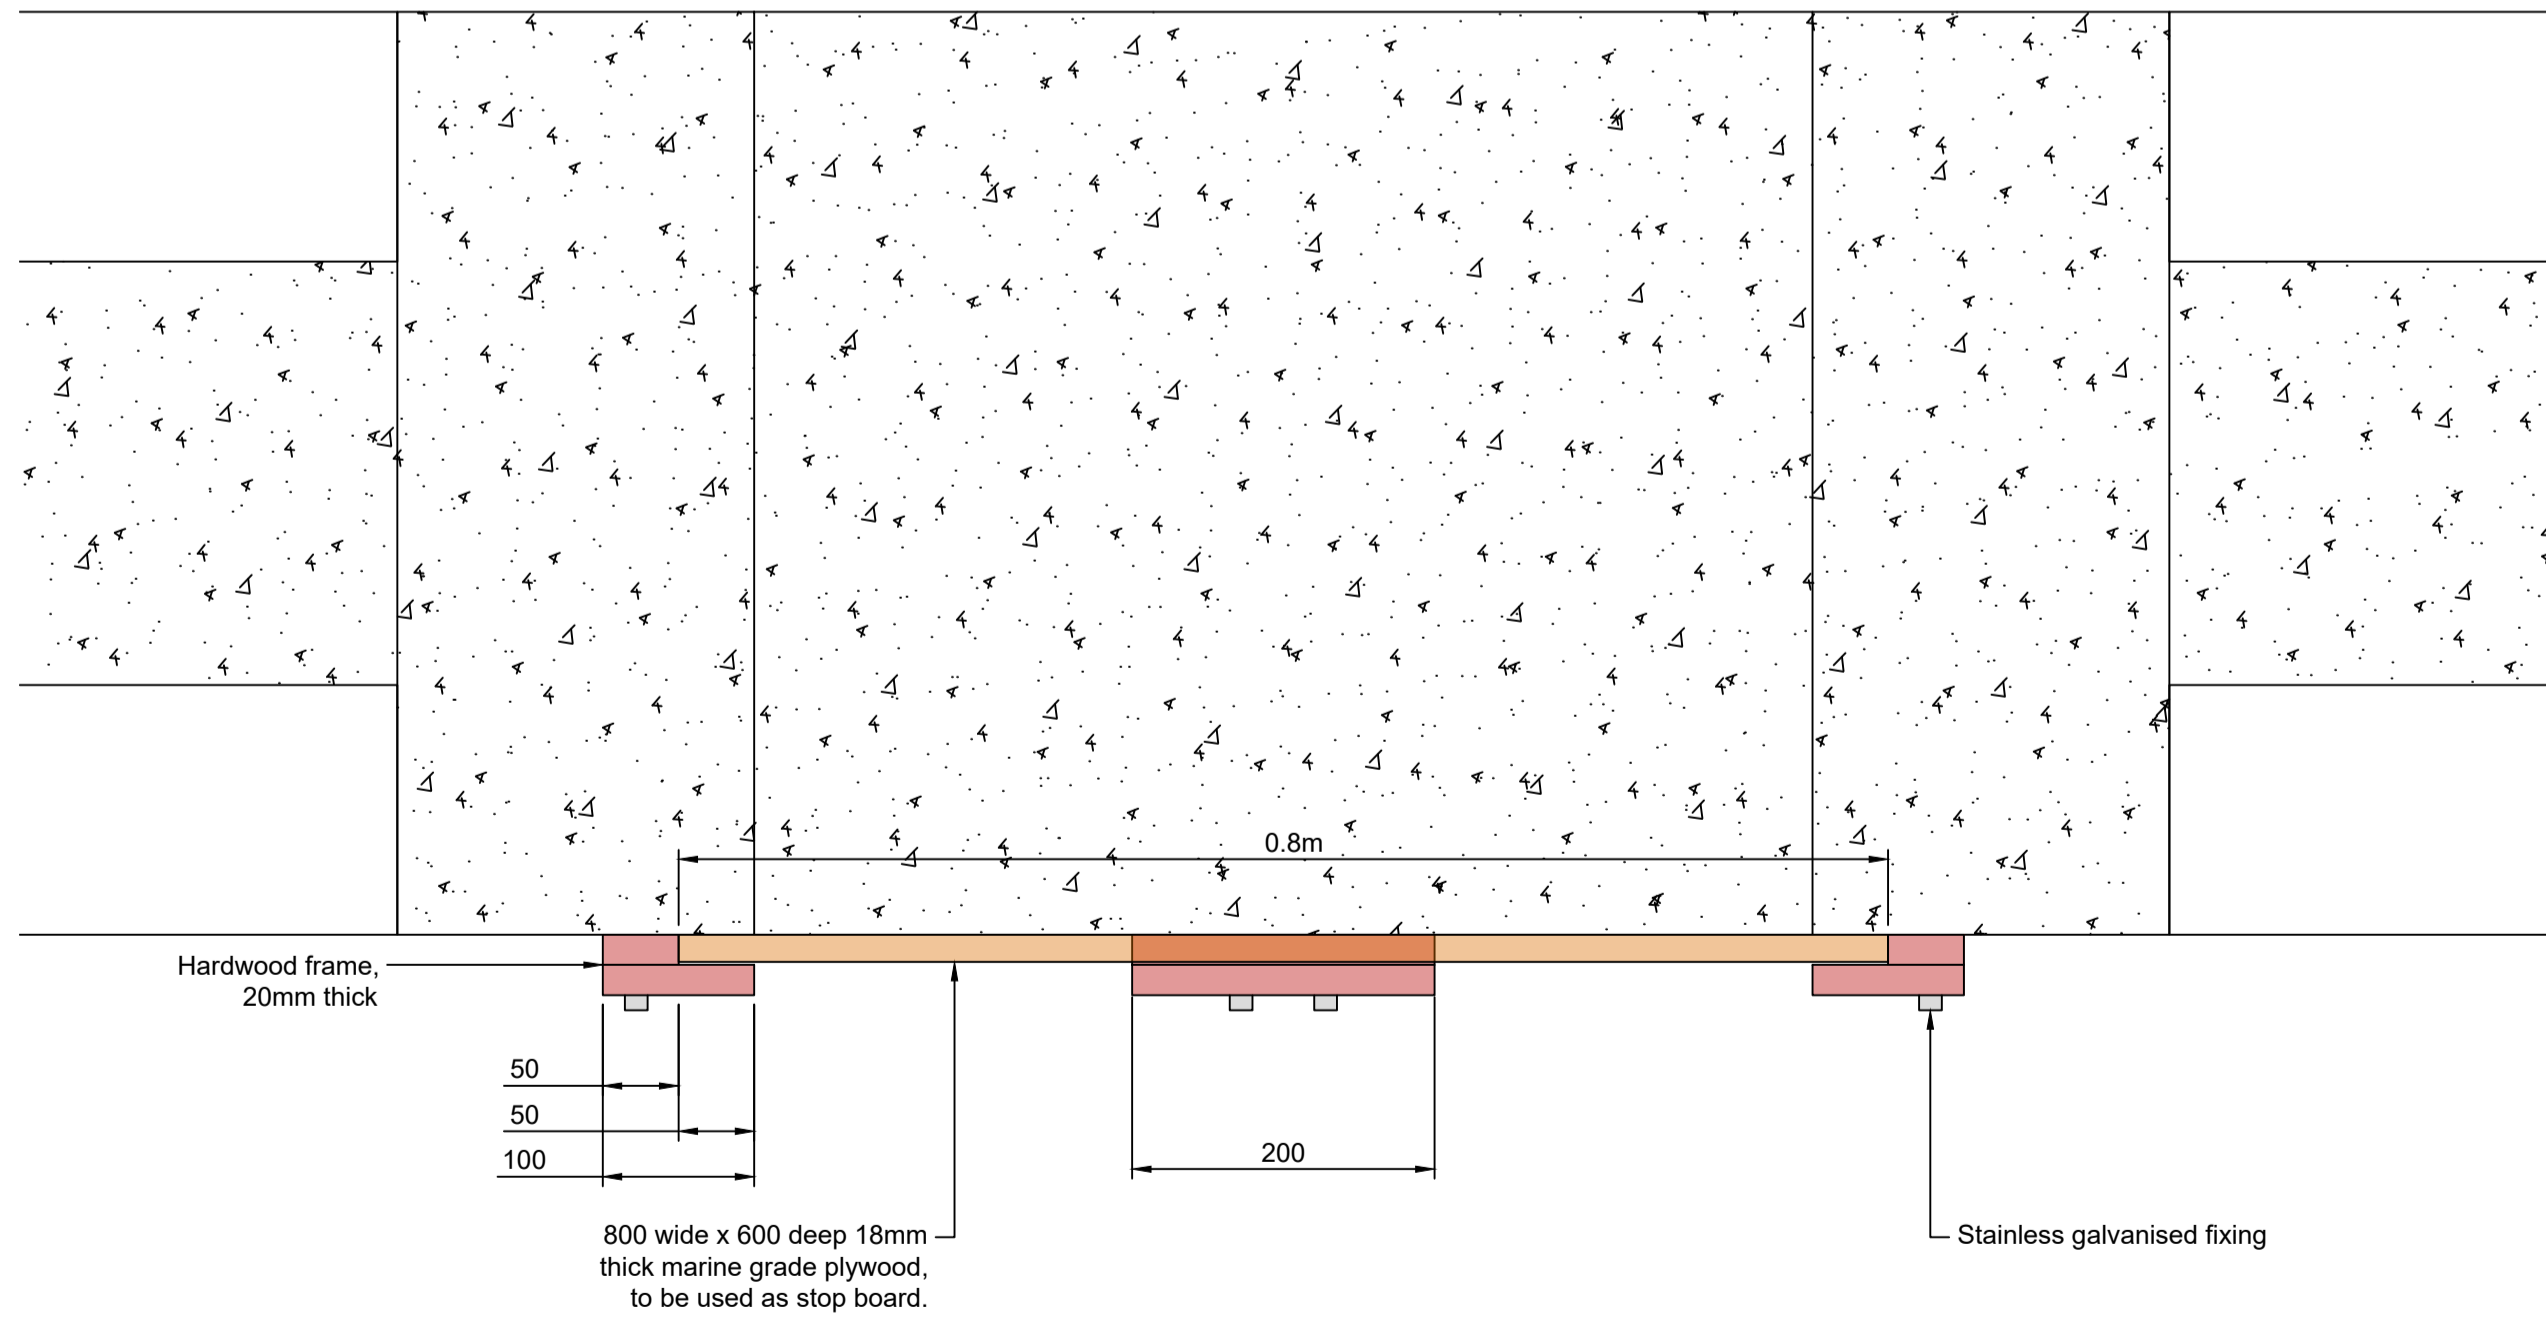 0.8m
Hardwood frame,
20mm thick
50
50
100
200
800 wide x 600 deep 18mm
thick marine grade plywood,
to be used as stop board.
Stainless galvanised fixing